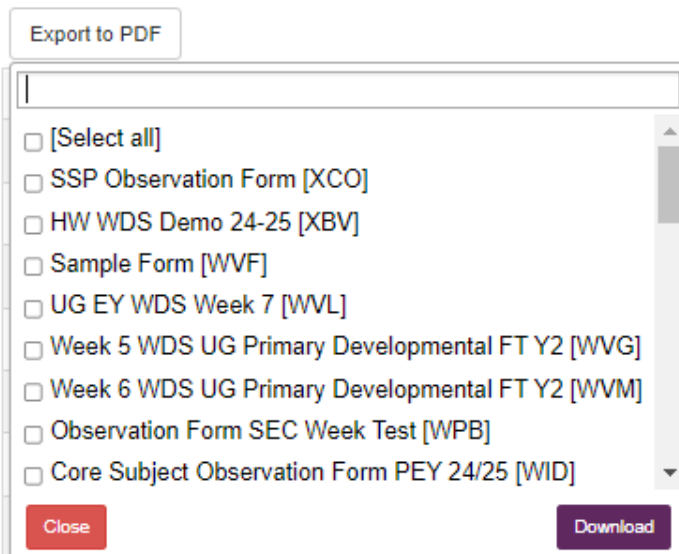 Export to PDF
[Select all]
SSP Observation Form [XCO]
HW WDS Demo 24-25 [XBV]
Sample Form [WVF]
UG EY WDS Week 7 [WVL]
Week 5 WDS UG Primary Developmental FT Y2 [WVG]
Week 6 WDS UG Primary Developmental FT Y2 [WVM]
Observation Form SEC Week Test [WPB]
Core Subject Observation Form PEY 24/25 [WID]
Close Download